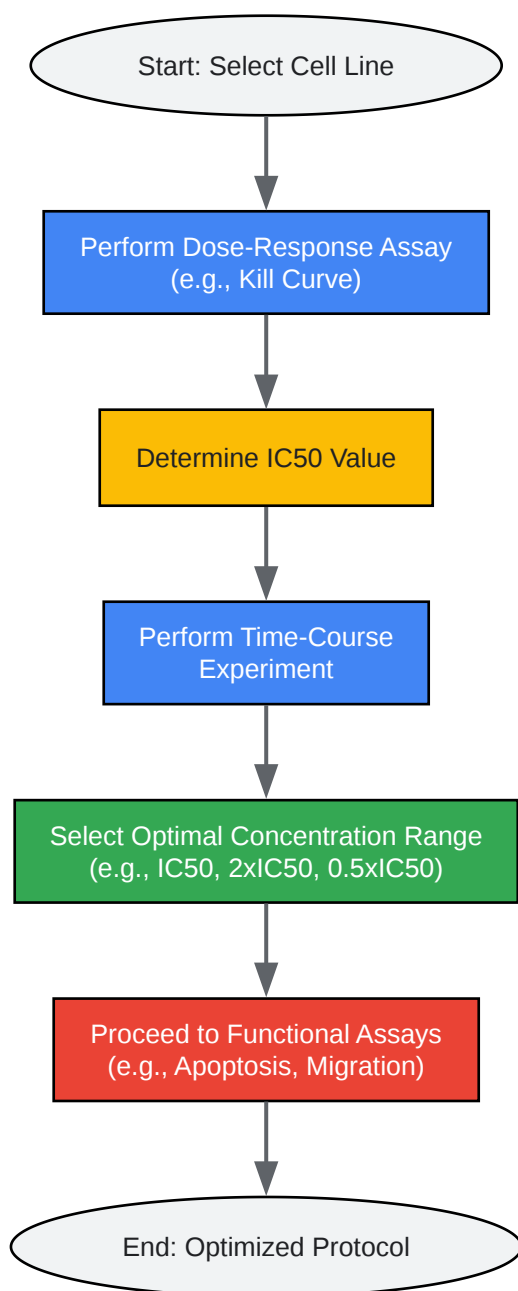 Start: Select Cell Line
Perform Dose-Response Assay
(e.g., Kill Curve)
Determine IC50 Value
Perform Time-Course
Experiment
Select Optimal Concentration Range
(e.g., IC50, 2xIC50, 0.5xIC50)
Proceed to Functional Assays
(e.g., Apoptosis, Migration)
End: Optimized Protocol